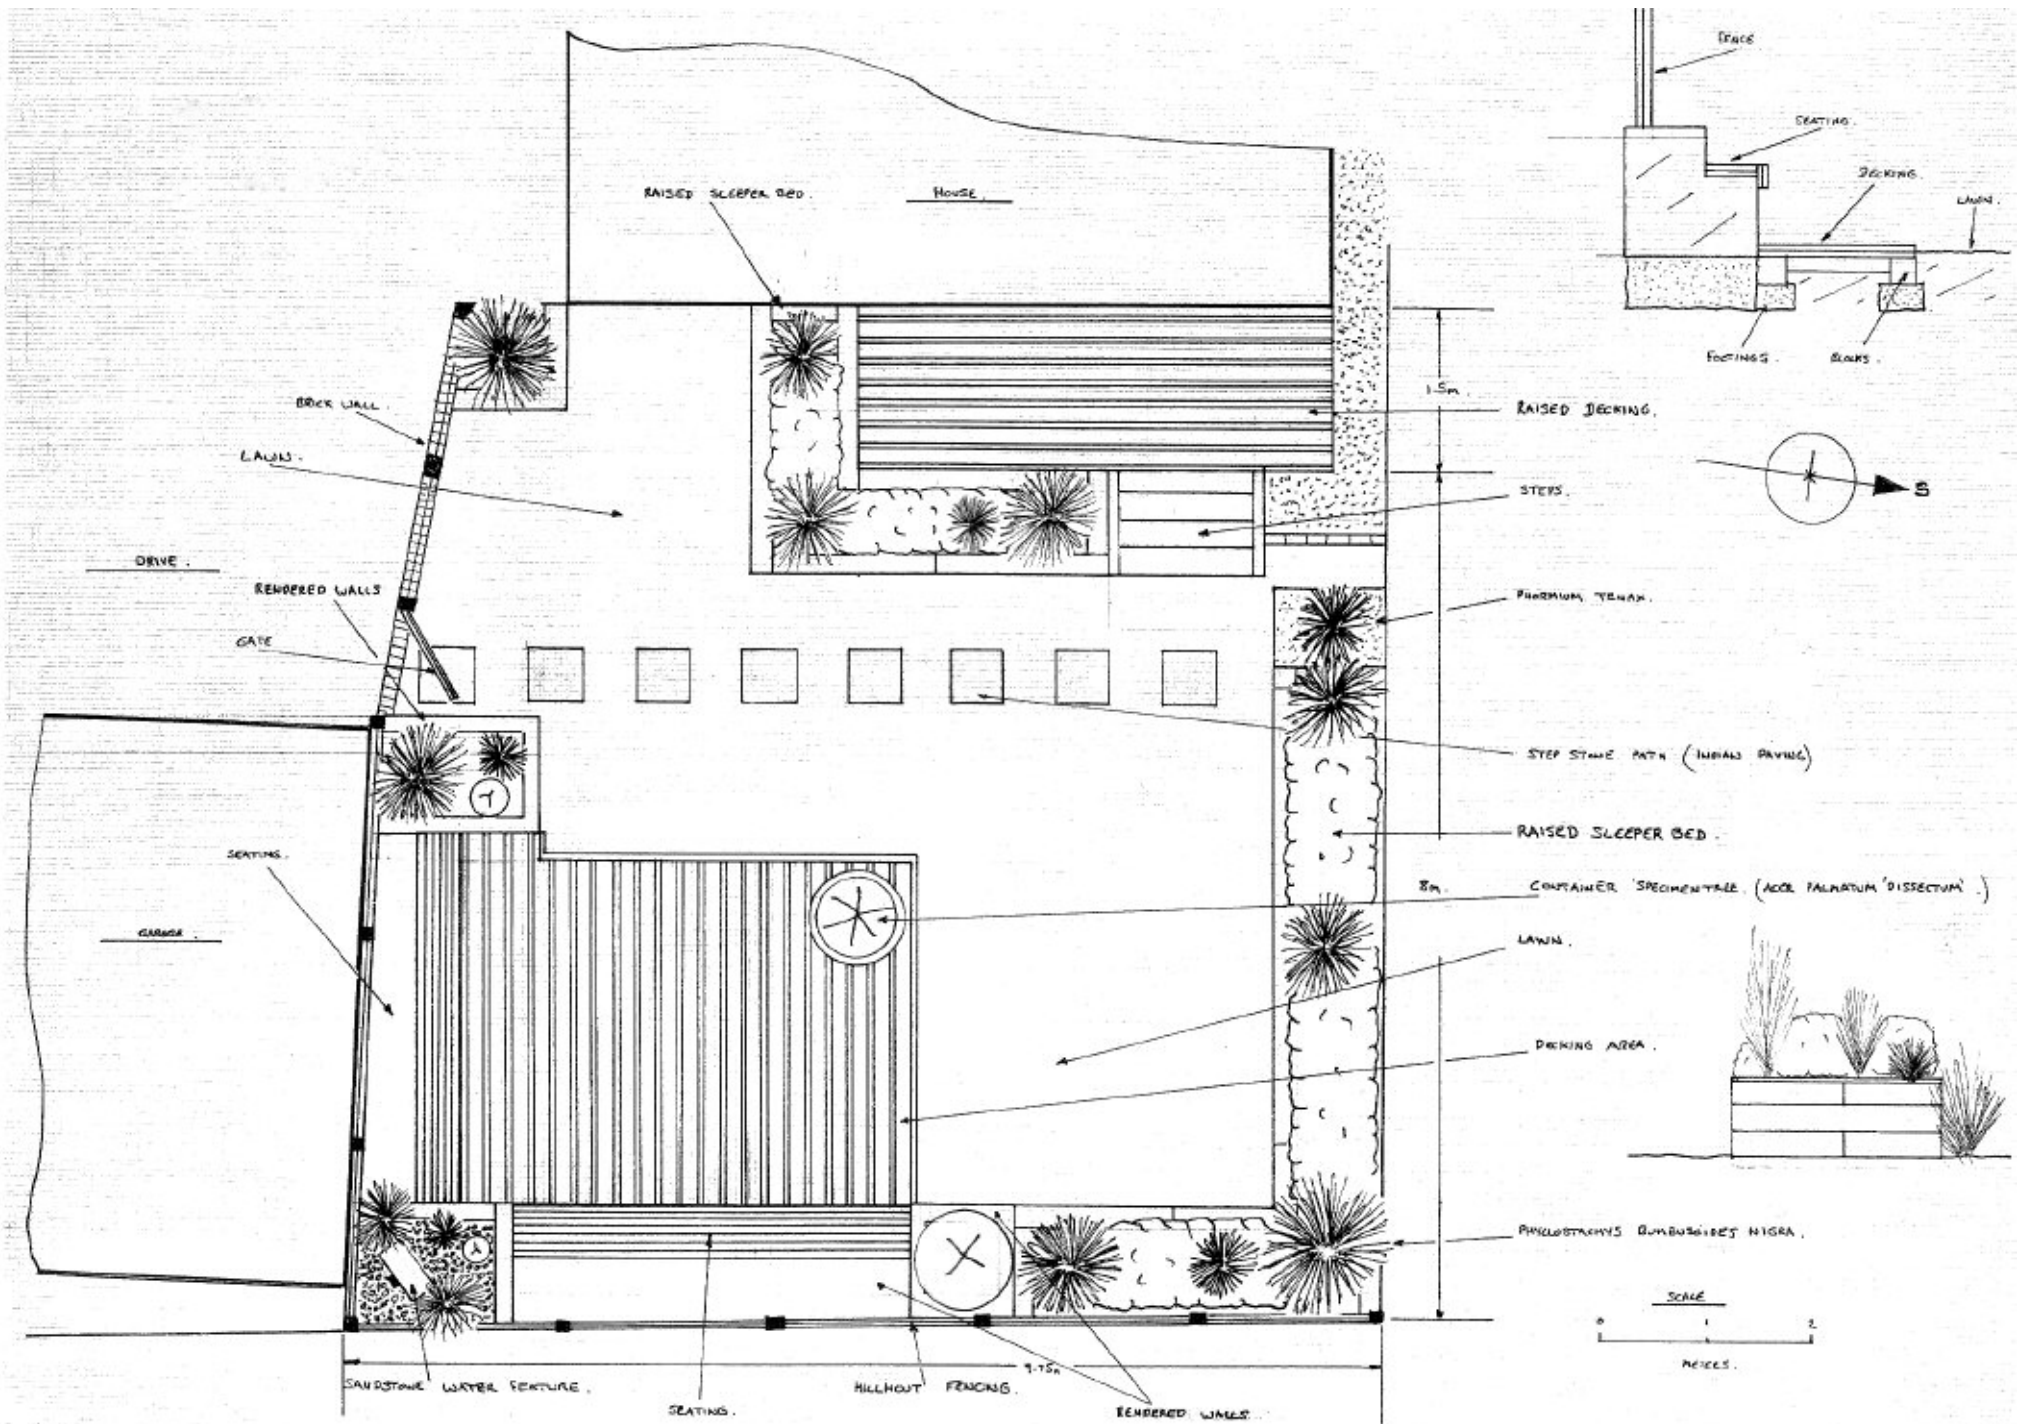 FENCE
SEATING.
DECKING.
LAWN.
FOOTINGS.
BLOCKS.
RAISED SLEEPER BED.
HOUSE.
1.5m.
RAISED DECKING.
BRICK WALL.
LAWN.
STEPS.
S
DRIVE.
RENDERED WALLS
PHORMIUM TENAX.
GATE
STEP STONE PATH (INDIAN PAVING)
RAISED SLEEPER BED.
SEATING.
8m.
CONTAINER SPECIMEN TREE. (ACER PALMATUM 'DISSECTUM'.)
LAWN.
DECKING AREA.
PHYLLOSTACHYS NIGRA.
SCALE
0 1 2
METRES.
9.75m
SANDSTONE WATER FEATURE.
SEATING.
HILLHOUT FENCING.
RENDERED WALLS.